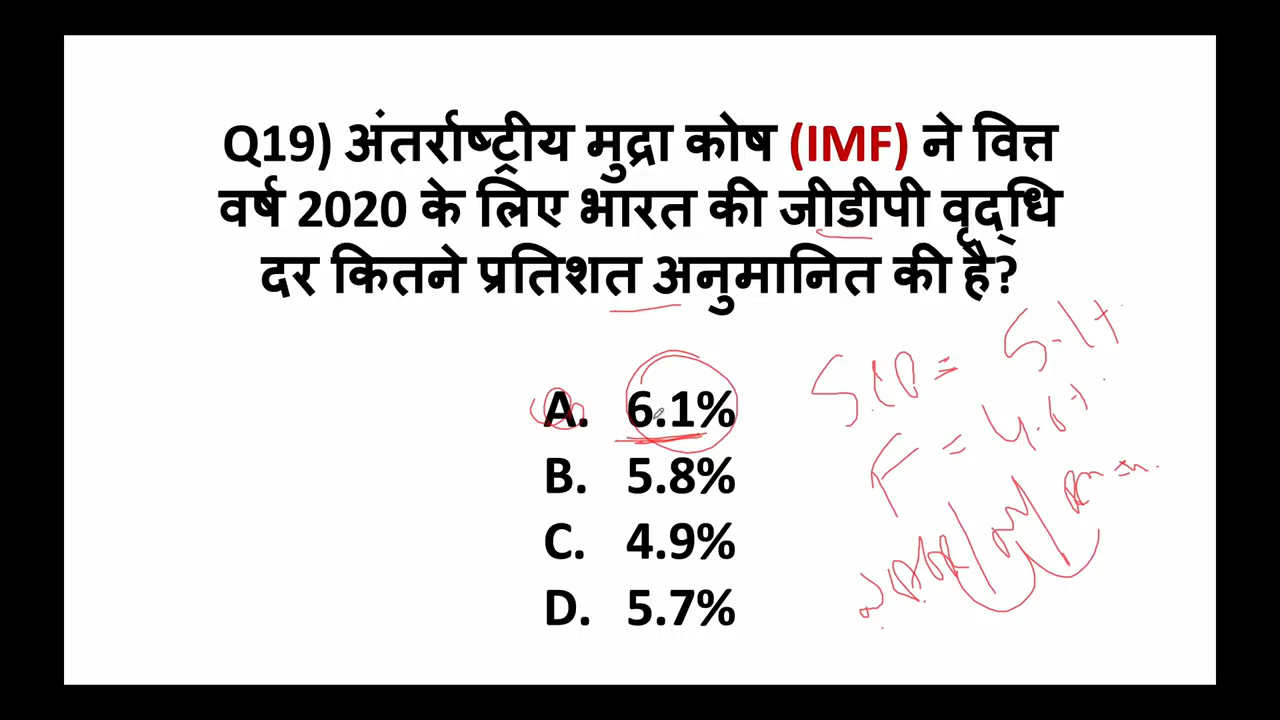 Q19) अंतर्राष्ट्रीय मुद्रा कोष (IMF) ने वित्त
वर्ष 2020 के लिए भारत की जीडीपी वृद्धि
दर कितने प्रतिशत अनुमानित की है?
A. 6.1%
B. 5.8%
C. 4.9%
D. 5.7%